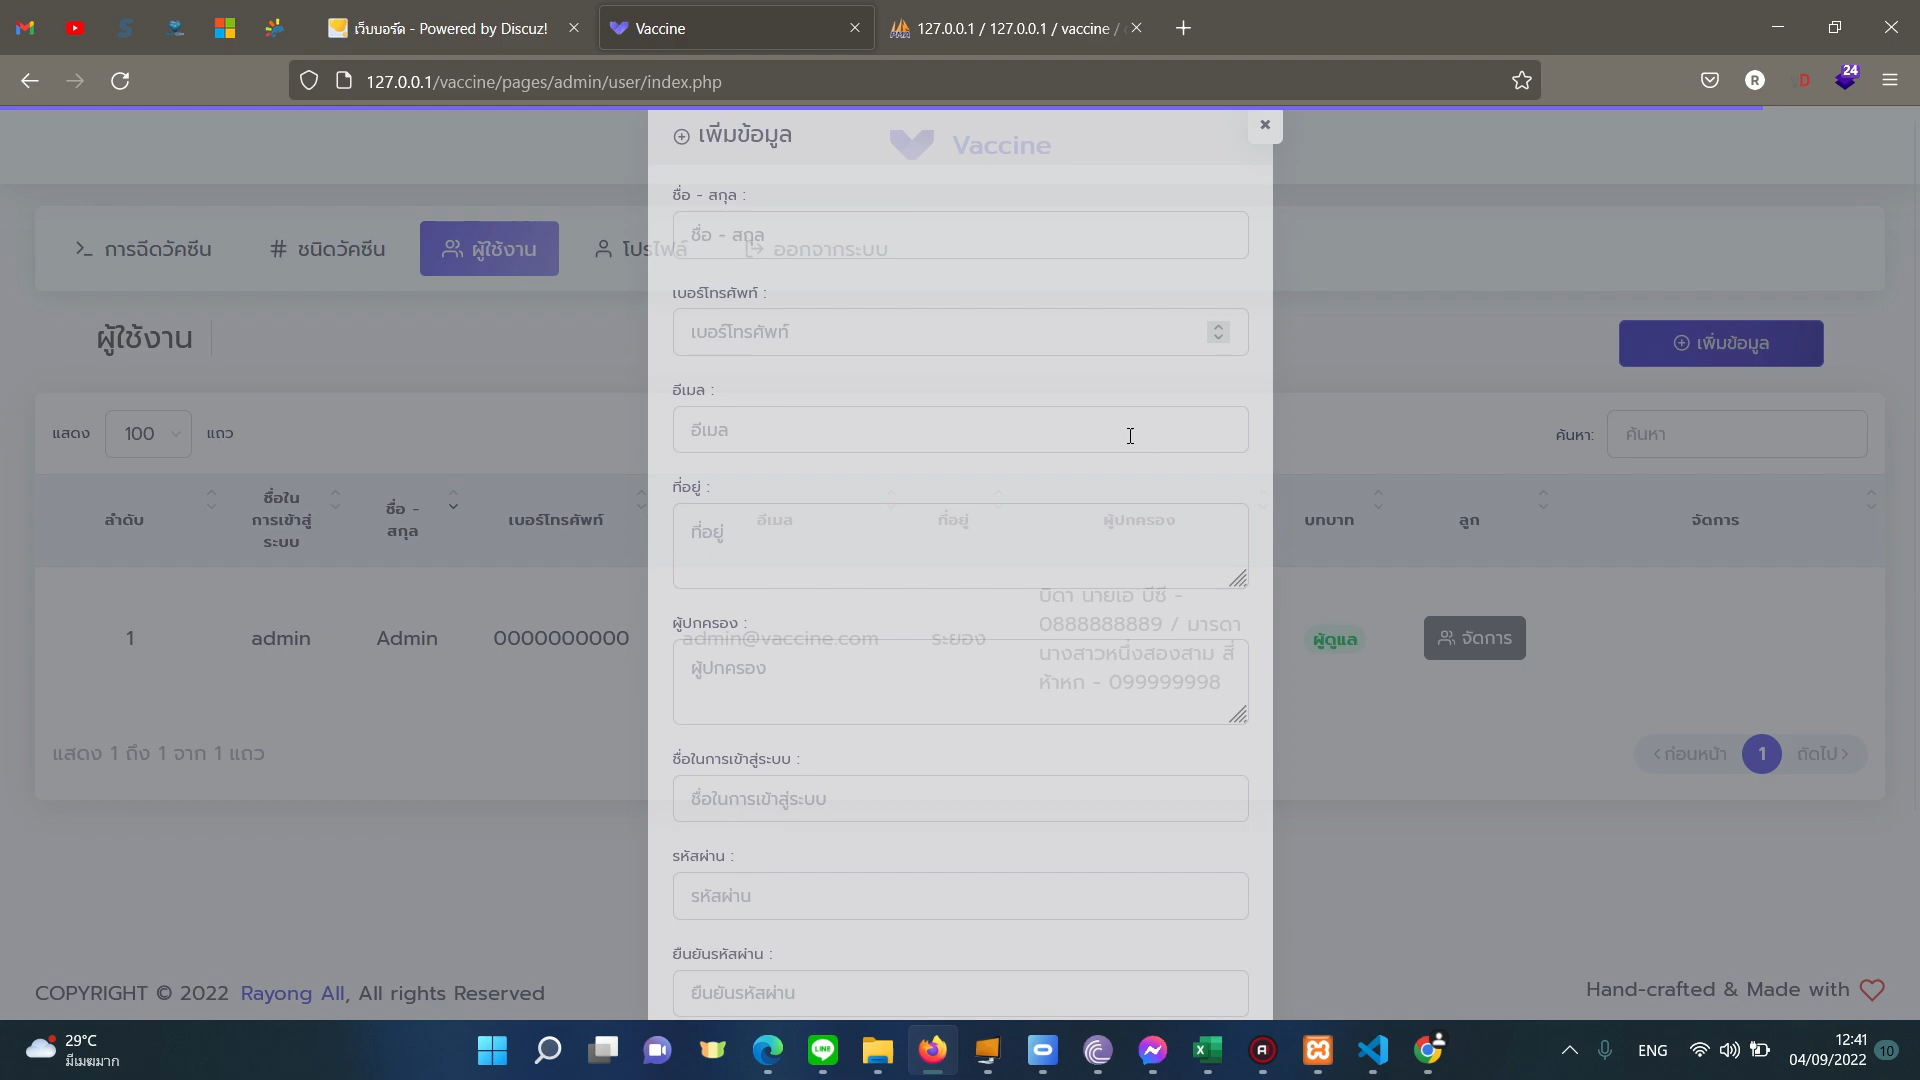 เว็บบอร์ด - Powered by Discuz!
Vaccine
127.0.0.1 / 127.0.0.1 / vaccine /
127.0.0.1/vaccine/pages/admin/user/index.php
R
D
24
เพิ่มข้อมูล
Vaccine
ชื่อ - สกุล :
ชื่อ - สกุล
การฉีดวัคซีน
ชนิดวัคซีน
ผู้ใช้งาน
โปรไฟล์
ออกจากระบบ
เบอร์โทรศัพท์ :
เบอร์โทรศัพท์
ผู้ใช้งาน
เพิ่มข้อมูล
อีเมล :
อีเมล
แสดง 100 แถว
ค้นหา:
ค้นหา
ที่อยู่ :
ที่อยู่
ลำดับ
ชื่อใน
การเข้าสู่
ระบบ
ชื่อ -
สกุล
เบอร์โทรศัพท์
อีเมล
ที่อยู่
ผู้ปกครอง
บทบาท
ลูก
จัดการ
ผู้ปกครอง :
ผู้ปกครอง
1
admin
Admin
0000000000
admin@vaccine.com
ระยอง
บิดา นายเอ บีซี -
0888888889 / มารดา
นางสาวหนึ่งสองสาม สี่
ห้าหก - 099999998
ผู้ดูแล
จัดการ
แสดง 1 ถึง 1 จาก 1 แถว
ก่อนหน้า
1
ถัดไป
ชื่อในการเข้าสู่ระบบ :
ชื่อในการเข้าสู่ระบบ
รหัสผ่าน :
รหัสผ่าน
ยืนยันรหัสผ่าน :
ยืนยันรหัสผ่าน
COPYRIGHT © 2022 Rayong All, All rights Reserved
Hand-crafted & Made with
29°C
มีเมฆมาก
LINE
ENG
12:41
04/09/2022
10